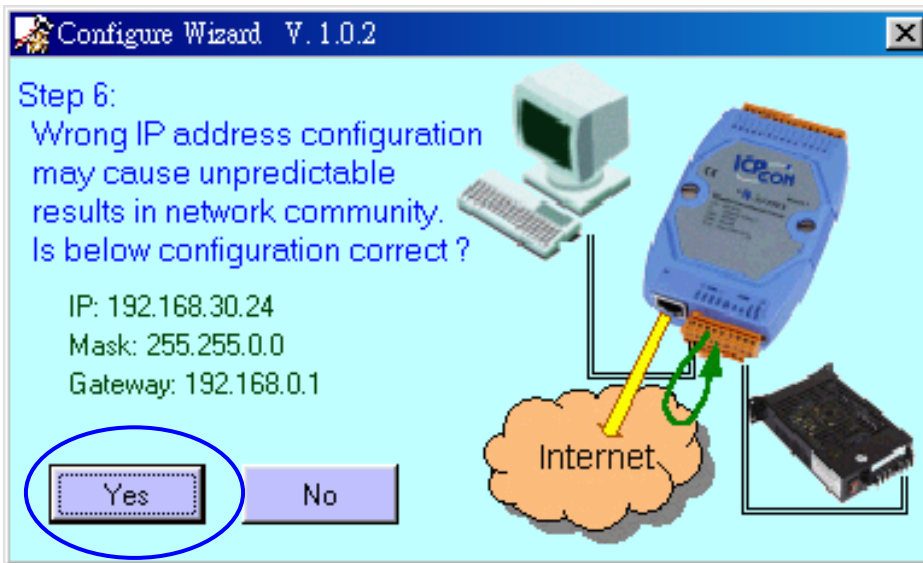 Configure Wizard V. 1.0.2
Step 6:
Wrong IP address configuration
may cause unpredictable
results in network community.
Is below configuration correct ?
IP: 192.168.30.24
Mask: 255.255.0.0
Gateway: 192.168.0.1
Yes
No
ICP
CON
Internet